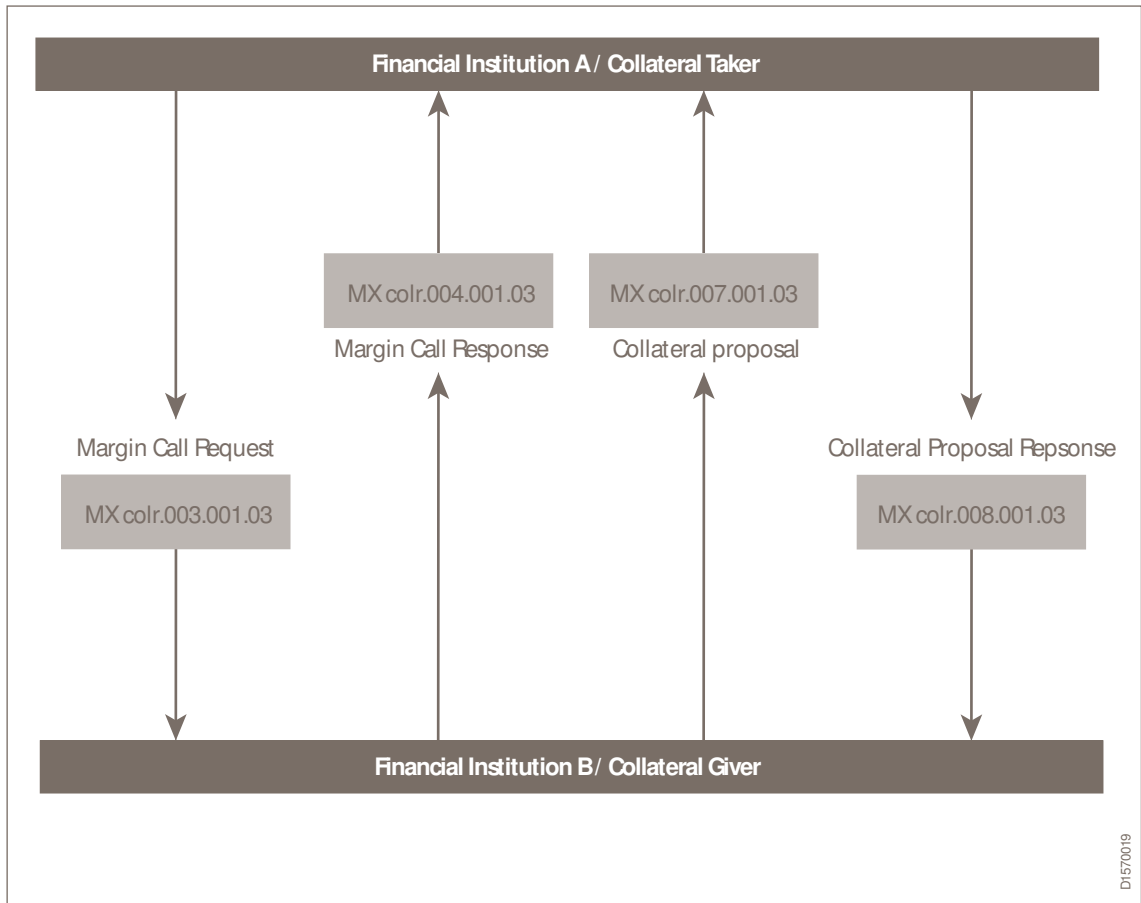 Financial Institution A / Collateral Taker
MX colr.004.001.03
MX colr.007.001.03
Margin Call Response
Collateral proposal
Margin Call Request
Collateral Proposal Repsonse
MX colr.003.001.03
MX colr.008.001.03
Financial Institution B / Collateral Giver
D1570019